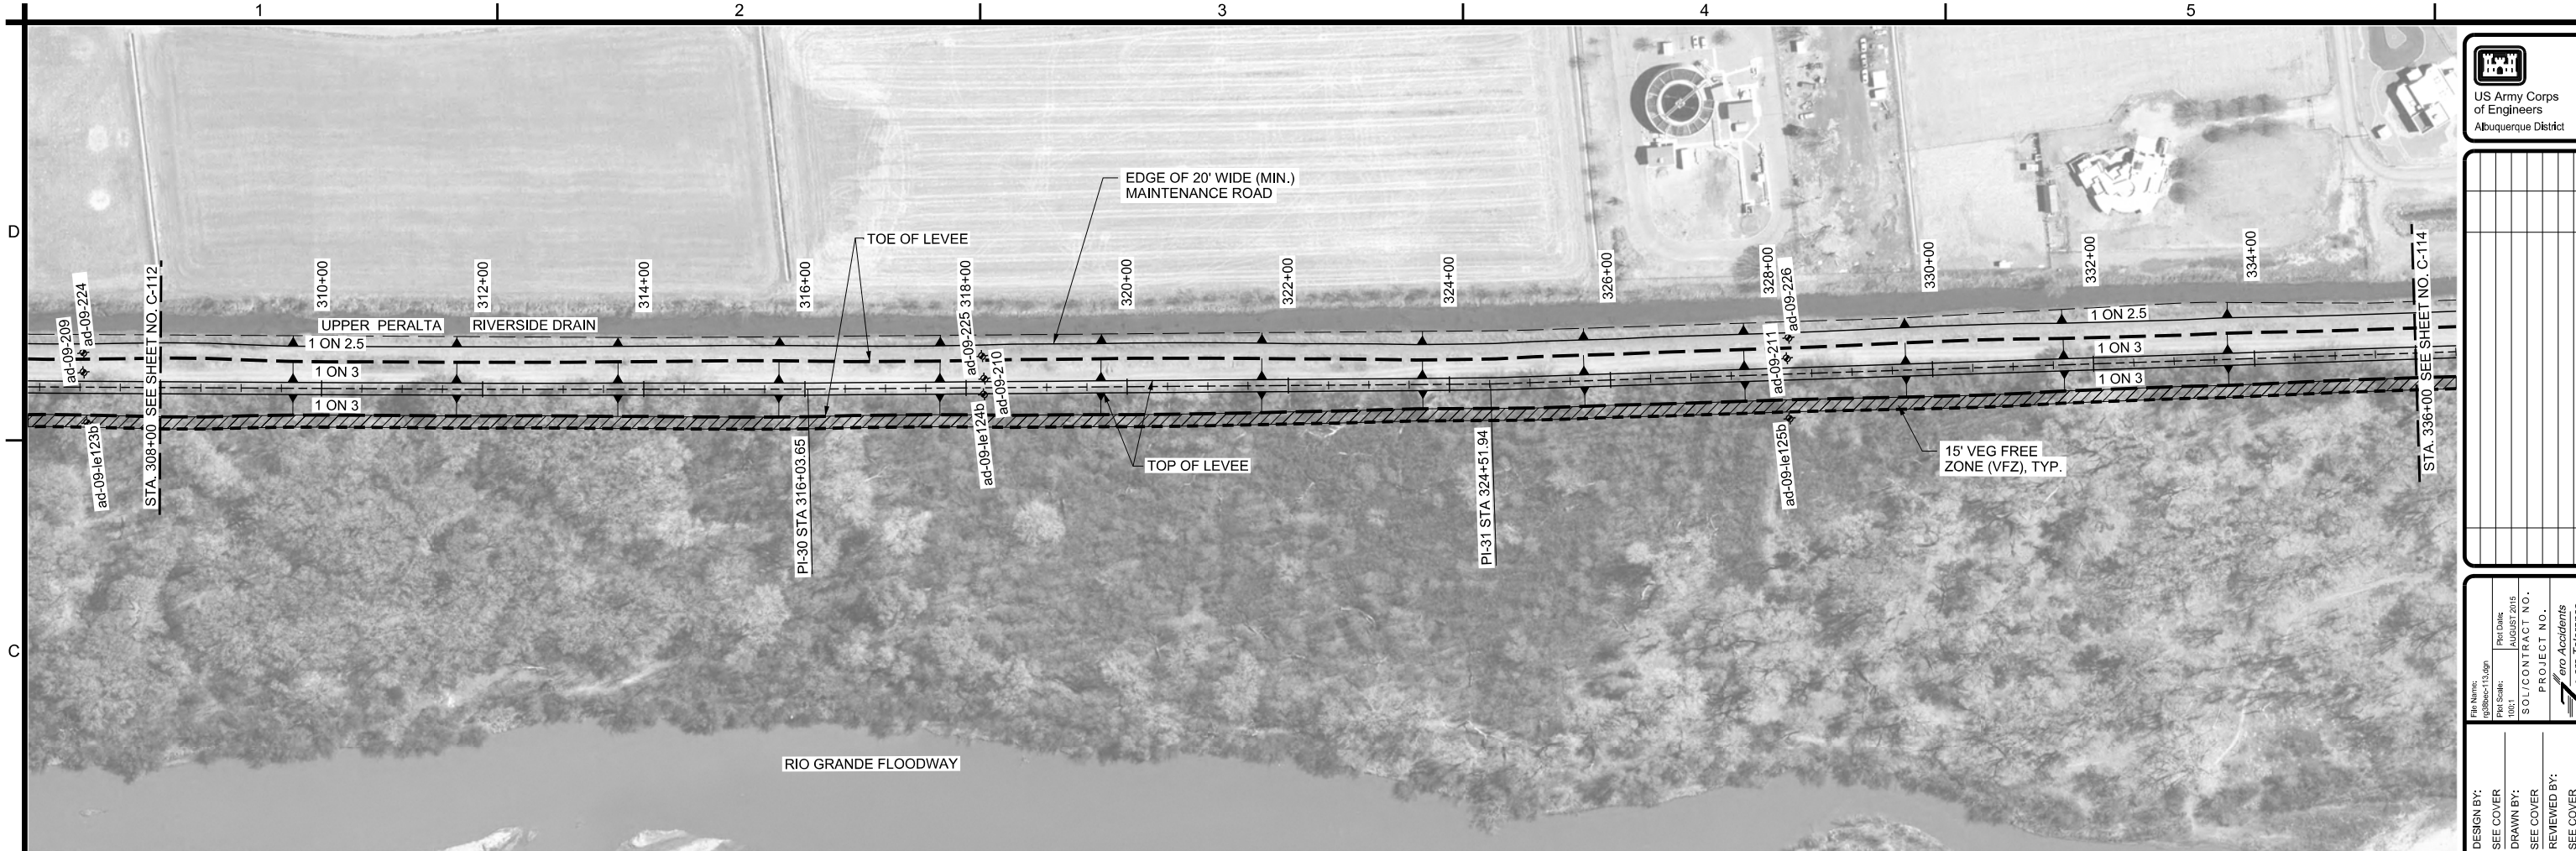 1
2
3
4
5
D
C
US Army Corps
of Engineers
Albuquerque District
EDGE OF 20' WIDE (MIN.)
MAINTENANCE ROAD
TOE OF LEVEE
310+00
312+00
314+00
316+00
318+00
320+00
322+00
324+00
326+00
328+00
330+00
332+00
334+00
ad-09-209
ad-09-224
STA. 308+00 SEE SHEET NO. C-112
ad-09-le123b
UPPER PERALTA
RIVERSIDE DRAIN
1 ON 2.5
1 ON 3
1 ON 3
ad-09-225
ad-09-210
ad-09-le124b
PI-30 STA 316+03.65
TOP OF LEVEE
PI-31 STA 324+51.94
ad-09-226
ad-09-211
ad-09-le125b
1 ON 2.5
1 ON 3
1 ON 3
15' VEG FREE
ZONE (VFZ), TYP.
STA. 336+00 SEE SHEET NO. C-114
RIO GRANDE FLOODWAY
File Name:
Plot Scale:
100:1
Plot Date:
AUGUST 2015
SOL/CONTRACT NO.
PROJECT NO.
Zero Accidents
DESIGN BY:
SEE COVER
DRAWN BY:
SEE COVER
REVIEWED BY:
SEE COVER